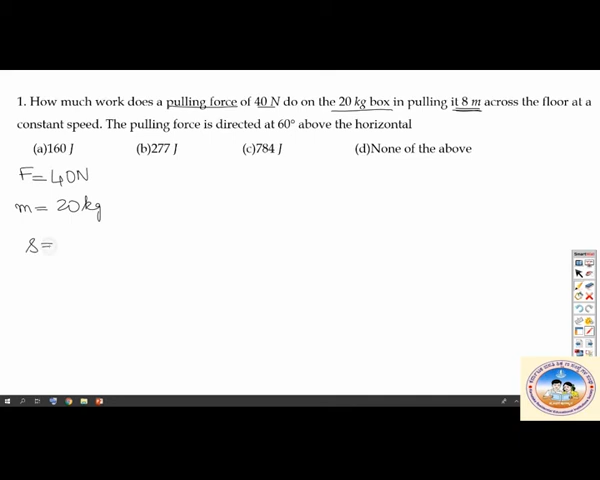 1. How much work does a pulling force of 40 N do on the 20 kg box in pulling it 8 m across the floor at a
constant speed. The pulling force is directed at 60° above the horizontal
(a)160 J (b)277 J (c)784 J (d)None of the above
F=40N
m= 20kg
s=